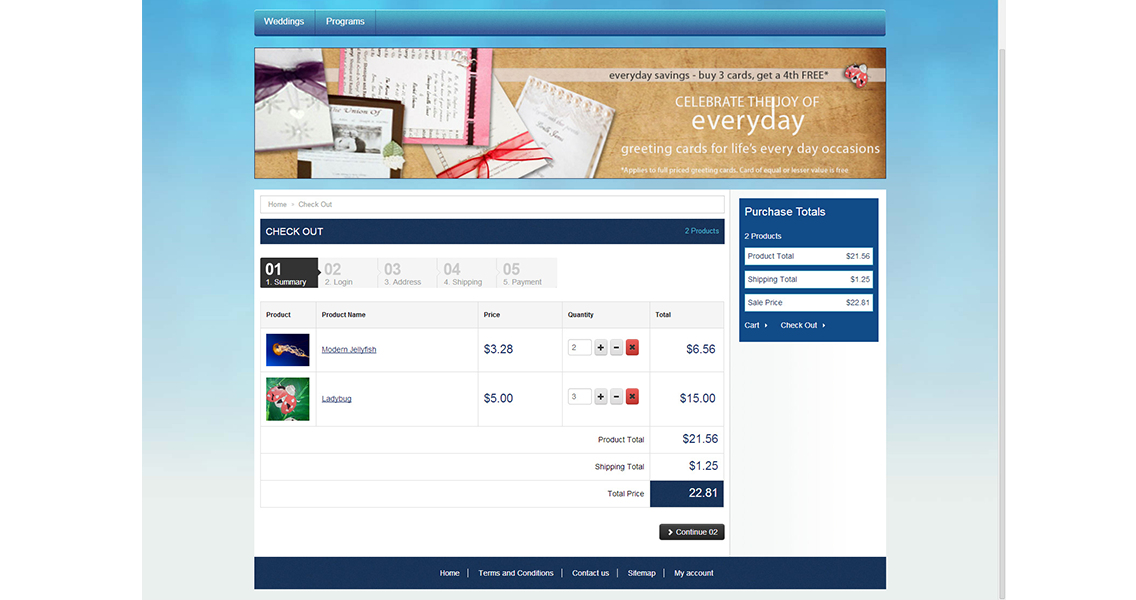 Weddings Programs
everyday savings - buy 3 cards, get a 4th FREE*
CELEBRATE THE JOY OF
everyday
greeting cards for life's every day occasions
*Applies to full priced greeting cards. Card of equal or lesser value is free
The Union Of
Home » Check Out
CHECK OUT 2 Products
01 02 03 04 05
1. Summary 2. Login 3. Address 4. Shipping 5. Payment
Product Product Name Price Quantity Total
Modern Jellyfish $3.28 2 + − × $6.56
Ladybug $5.00 3 + − × $15.00
Product Total $21.56
Shipping Total $1.25
Total Price 22.81
Continue 02
Purchase Totals
2 Products
Product Total $21.56
Shipping Total $1.25
Sale Price $22.81
Cart Check Out
Home | Terms and Conditions | Contact us | Sitemap | My account